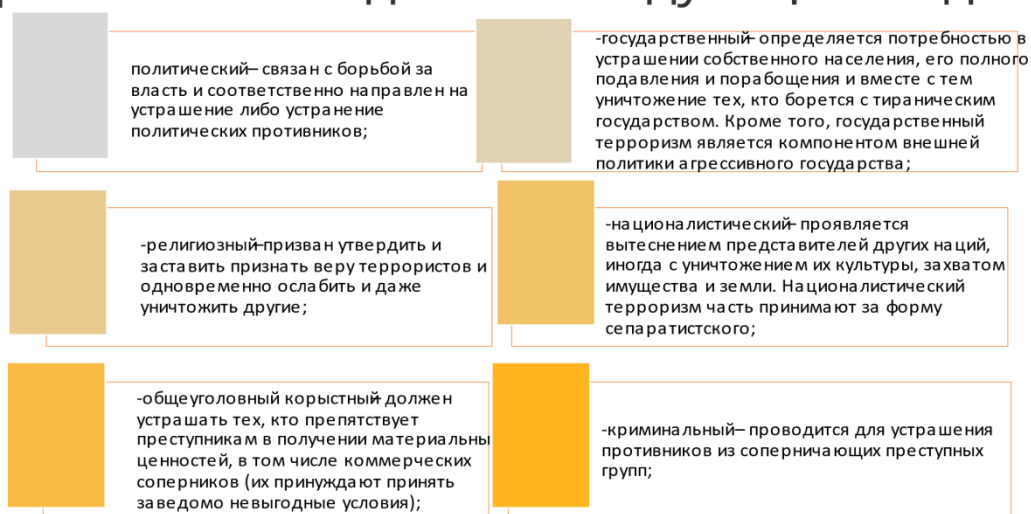 политический– связан с борьбой за
власть и соответственно направлен на
устрашение либо устранение
политических противников;
-государственный– определяется потребностью в
устрашении собственного населения, его полного
подавления и порабощения и вместе с тем
уничтожение тех, кто борется с тираническим
государством. Кроме того, государственный
терроризм является компонентом внешней
политики агрессивного государства;
-религиозный–призван утвердить и
заставить признать веру террористов и
одновременно ослабить и даже
уничтожить другие;
-националистический– проявляется
вытеснением представителей других наций,
иногда с уничтожением их культуры, захватом
имущества и земли. Националистический
терроризм часть принимают за форму
сепаратистского;
-общеуголовный корыстный– должен
устрашать тех, кто препятствует
преступникам в получении материальны
ценностей, в том числе коммерческих
соперников (их принуждают принять
заведомо невыгодные условия);
-криминальный– проводится для устрашения
противников из соперничающих преступных
групп;